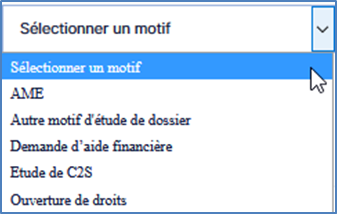 Sélectionner un motif
Sélectionner un motif
AME
Autre motif d'étude de dossier
Demande d’aide financière
Etude de C2S
Ouverture de droits